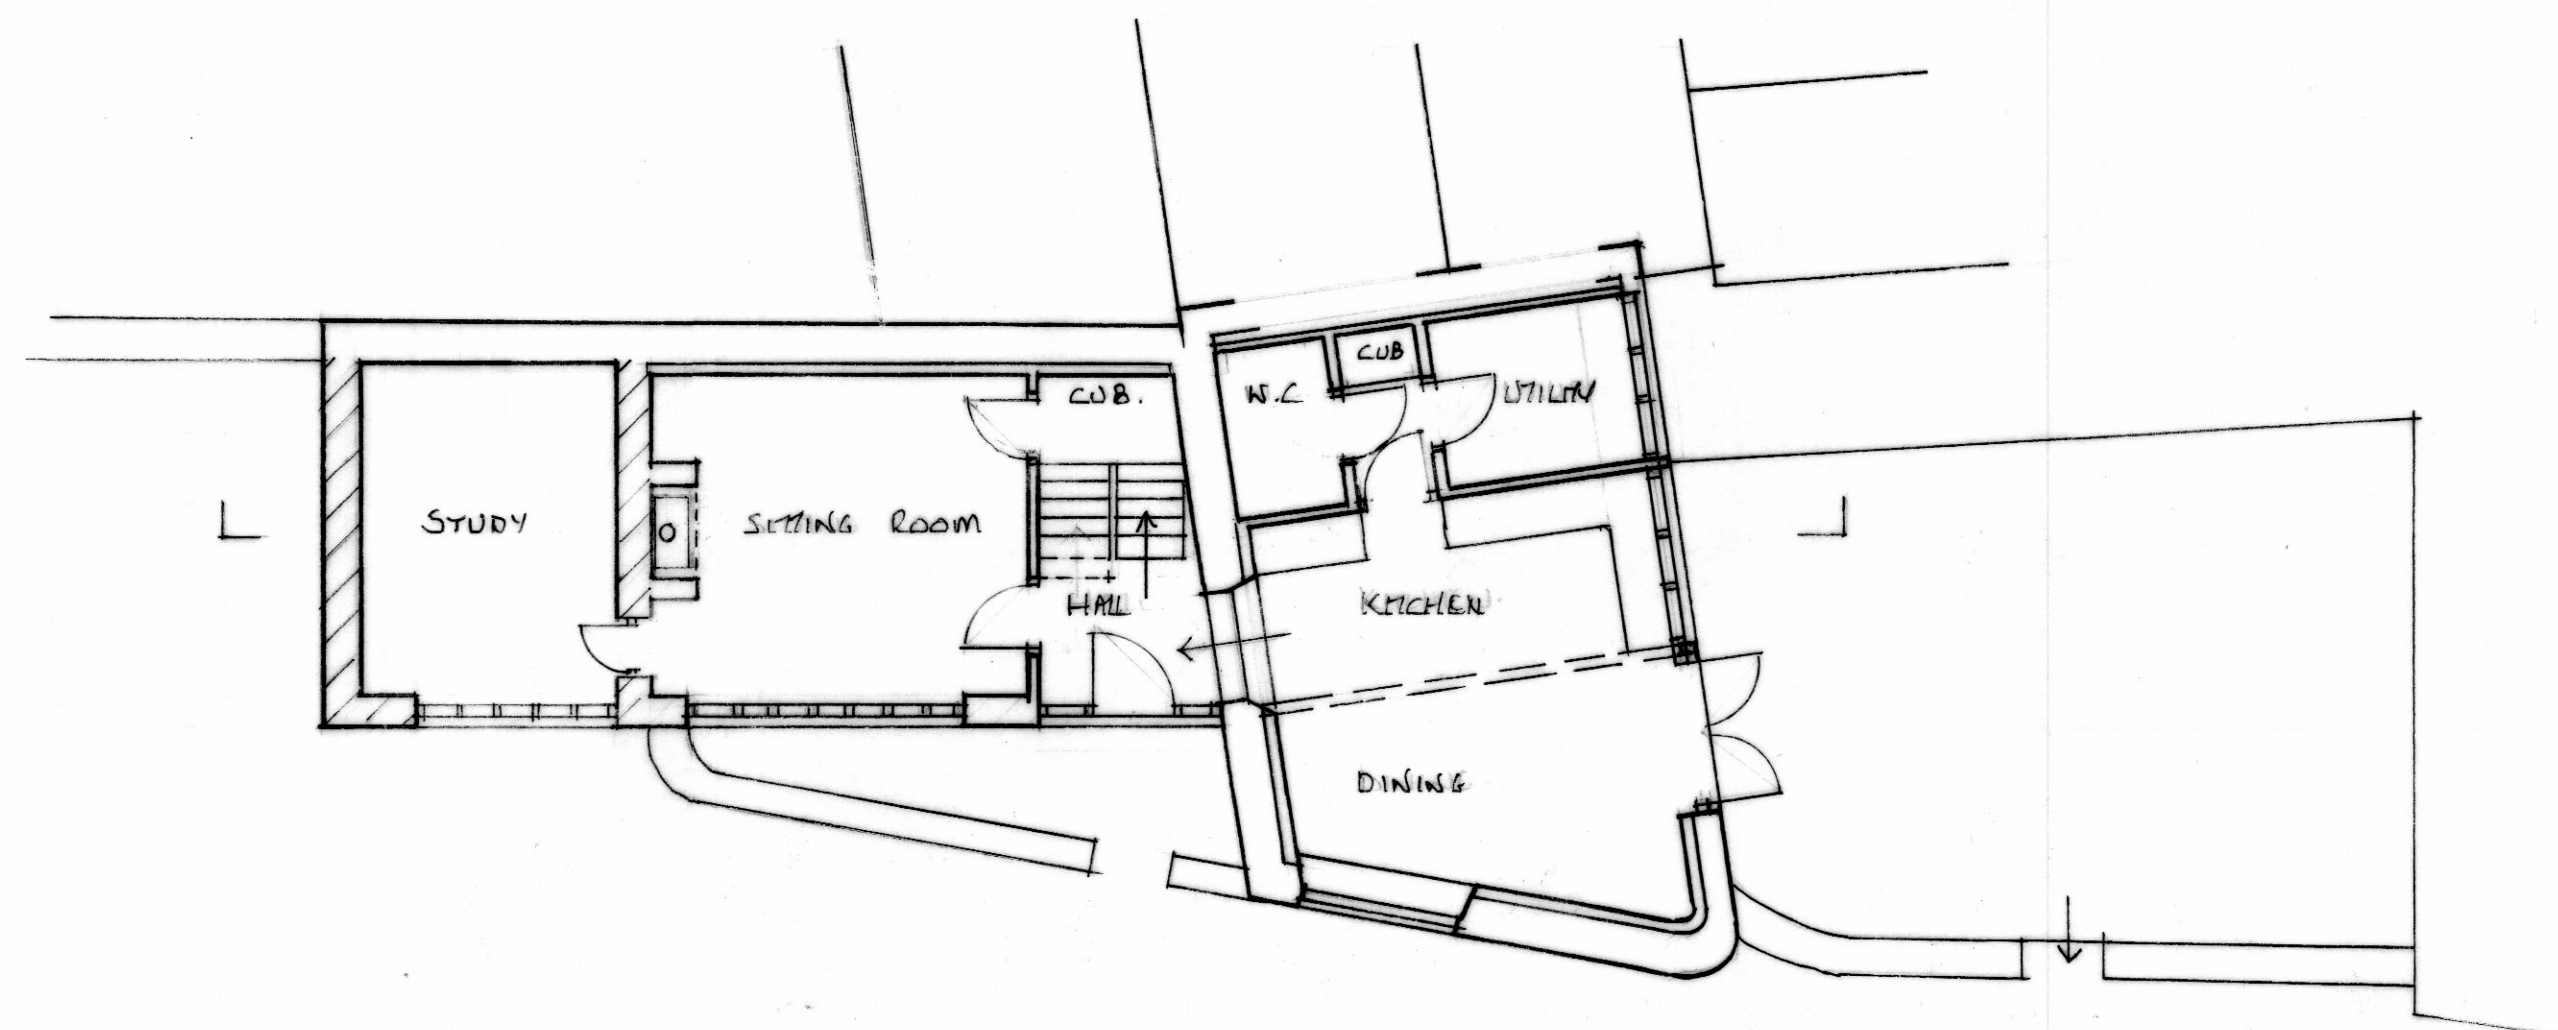 CUB
CUB.
W.C
UTILITY
STUDY
SITTING ROOM
HALL
KITCHEN
DINING